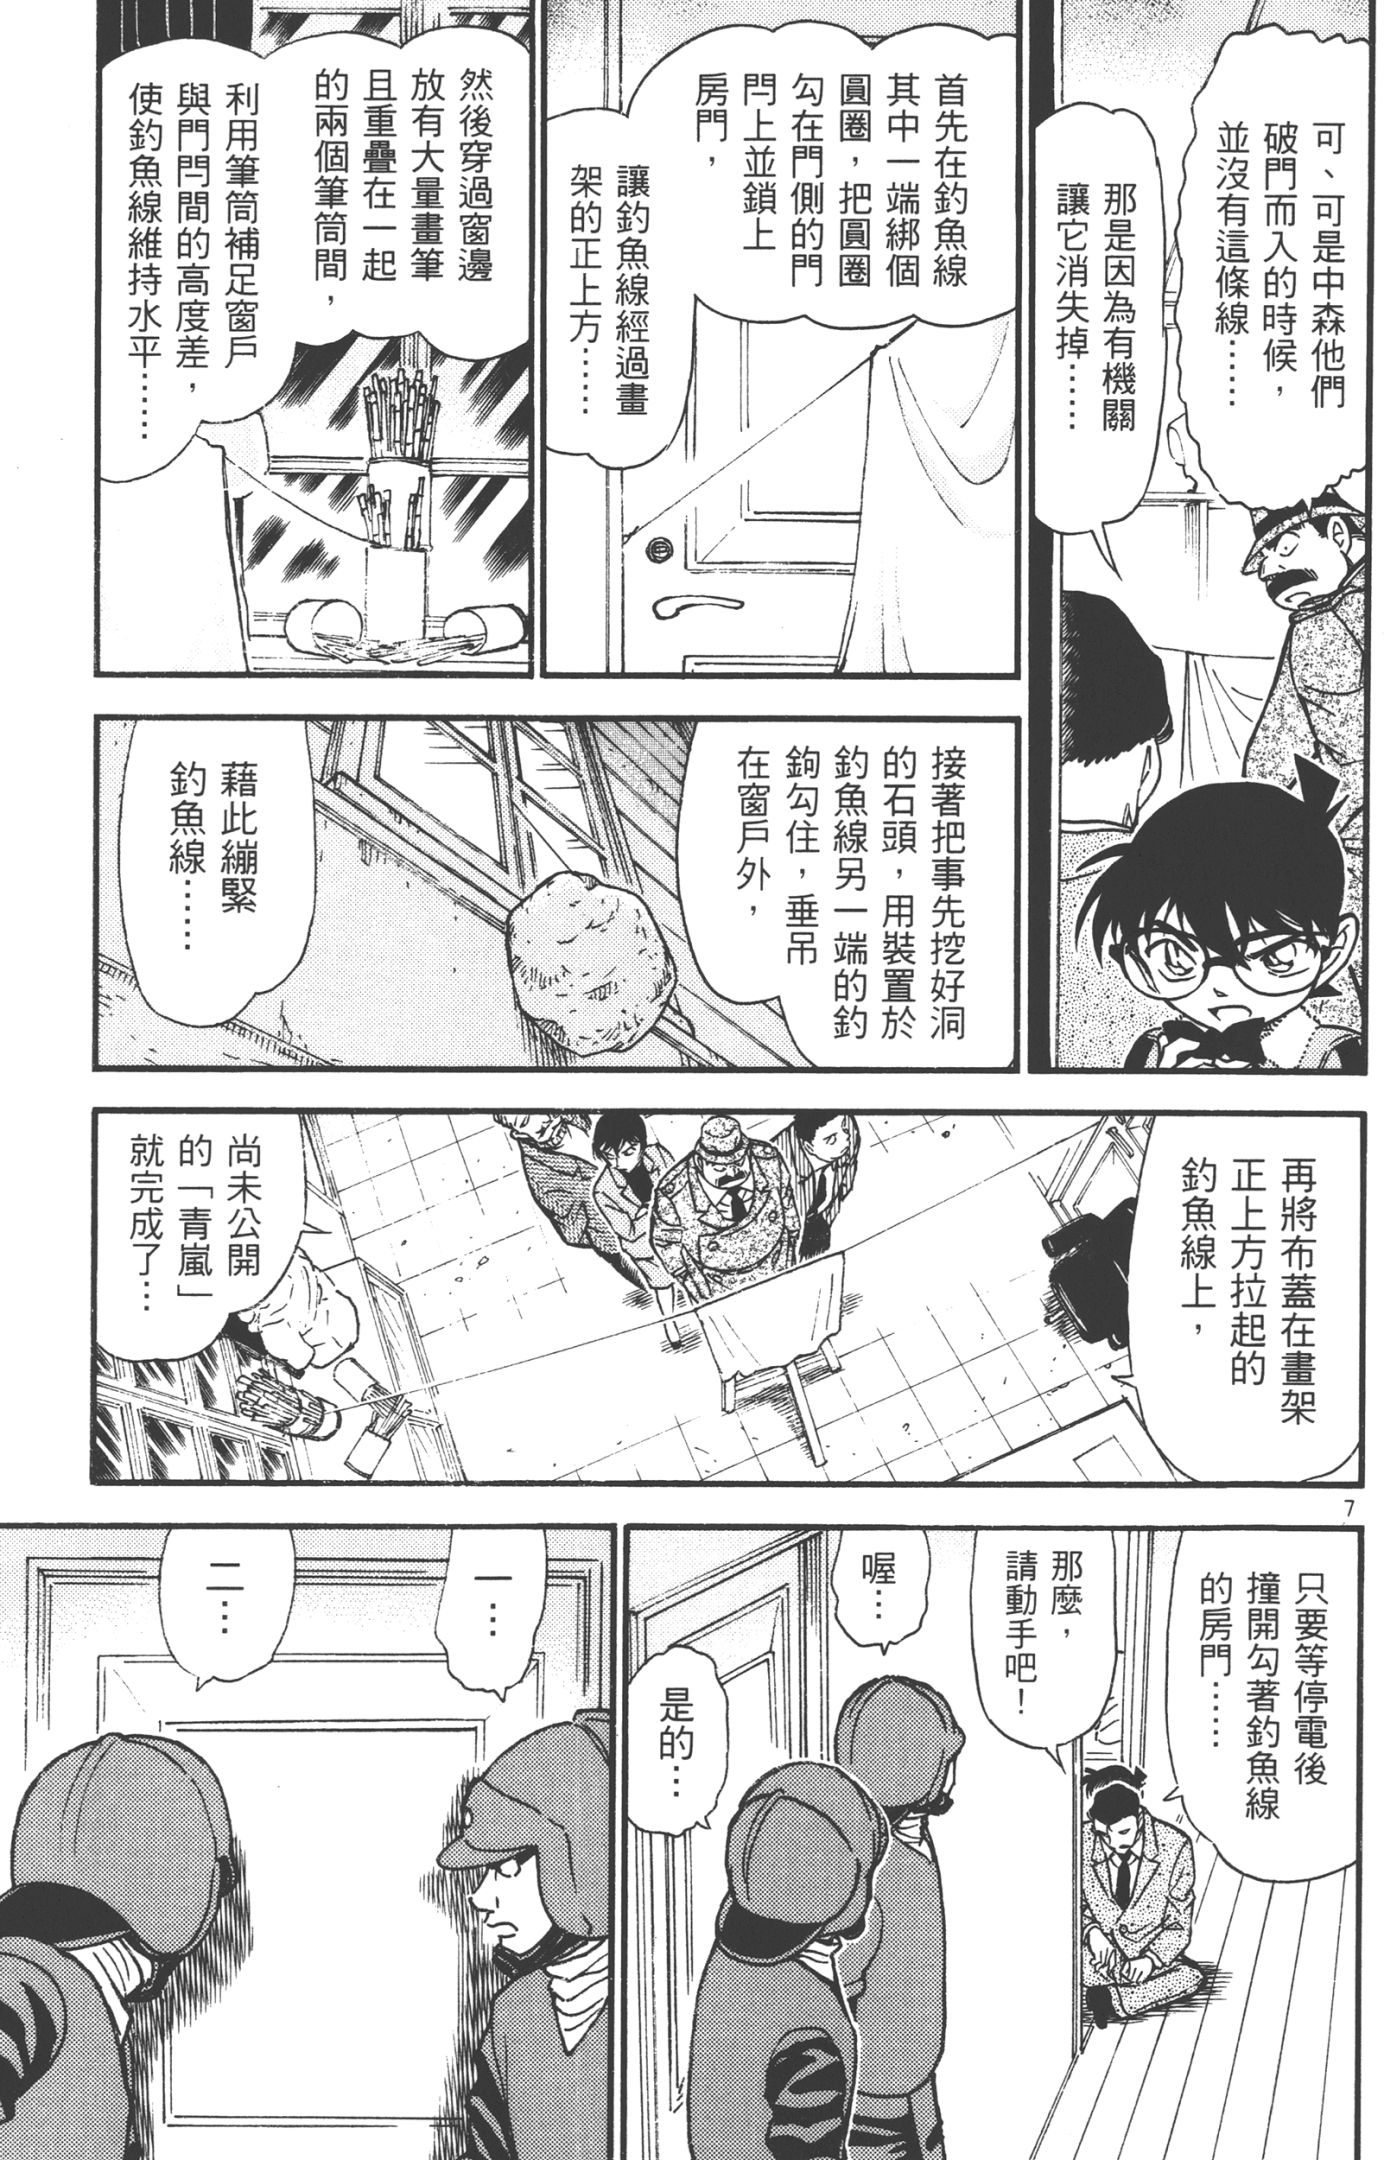 可、可是中森他們
破門而入的時候，
並沒有這條線……
那是因為有機關
讓它消失掉……
首先在釣魚線
其中一端綁個
圓圈，把圓圈
勾在門側的門
閂上並鎖上
房門，
讓釣魚線經過畫
架的正上方……
然後穿過窗邊
放有大量畫筆
且重疊在一起
的兩個筆筒間，
利用筆筒補足窗戶
與門閂間的高度差，
使釣魚線維持水平……
接著把事先挖好洞
的石頭，用裝置於
釣魚線另一端的釣
鉤勾住，垂吊
在窗戶外，
藉此繃緊
釣魚線……
再將布蓋在畫架
正上方拉起的
釣魚線上，
尚未公開
的「青嵐」
就完成了…
7
只要等停電後
撞開勾著釣魚線
的房門……
那麼，
請動手吧！
喔…
是的…
一…
二…